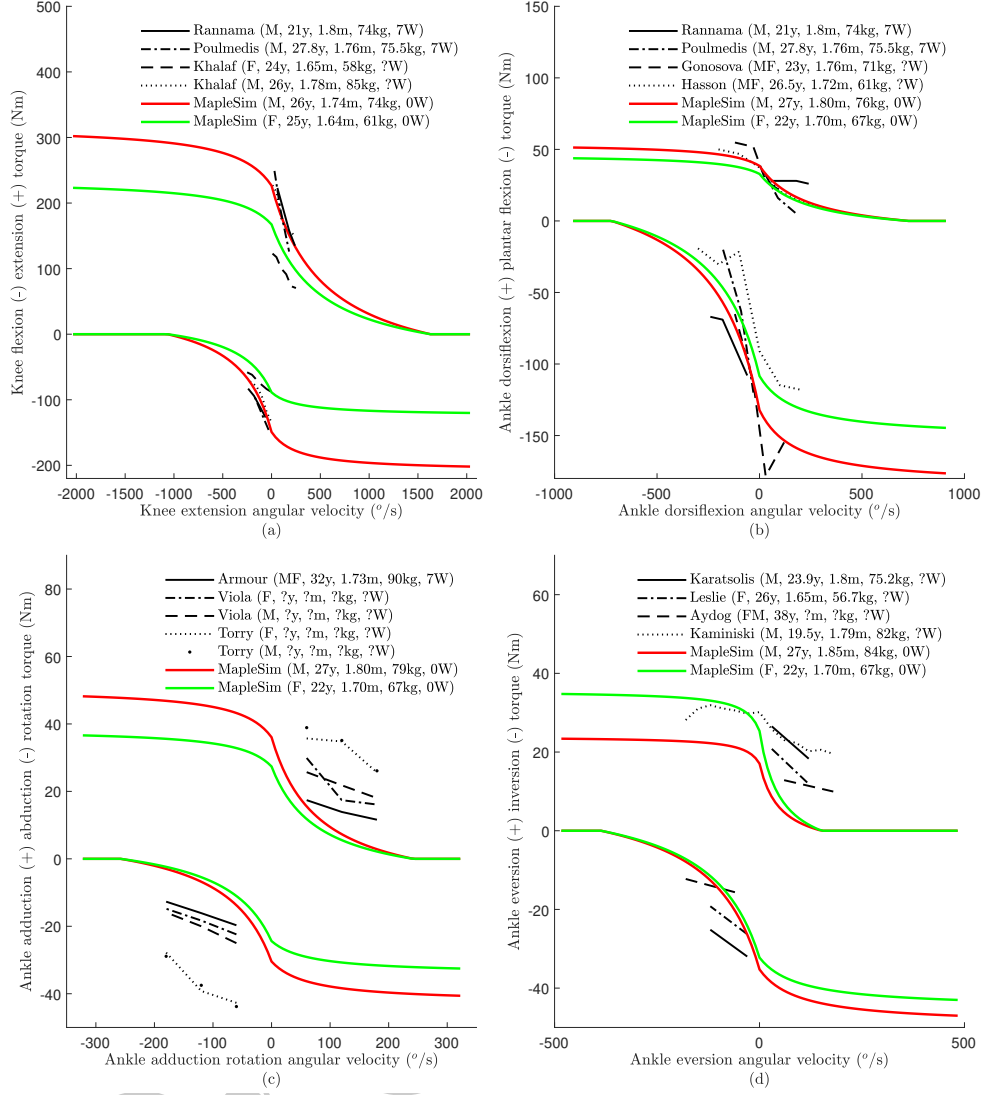 500
400
300
200
100
0
-100
-200
Knee flexion (-) extension (+) torque (Nm)
Rannama (M, 21y, 1.8m, 74kg, 7W)
Poulmedis (M, 27.8y, 1.76m, 75.5kg, 7W)
Khalaf (F, 24y, 1.65m, 58kg, ?W)
Khalaf (M, 26y, 1.78m, 85kg, ?W)
MapleSim (M, 26y, 1.74m, 74kg, 0W)
MapleSim (F, 25y, 1.64m, 61kg, 0W)
-2000 -1500 -1000 -500 0 500 1000 1500 2000
Knee extension angular velocity (°/s)
(a)
150
100
50
0
-50
-100
-150
Ankle dorsiflexion (+) plantar flexion (-) torque (Nm)
Rannama (M, 21y, 1.8m, 74kg, 7W)
Poulmedis (M, 27.8y, 1.76m, 75.5kg, 7W)
Gonosova (MF, 23y, 1.76m, 71kg, ?W)
Hasson (MF, 26.5y, 1.72m, 61kg, ?W)
MapleSim (M, 27y, 1.80m, 76kg, 0W)
MapleSim (F, 22y, 1.70m, 67kg, 0W)
-1000 -500 0 500 1000
Ankle dorsiflexion angular velocity (°/s)
(b)
80
60
40
20
0
-20
-40
Ankle adduction (+) abduction (-) rotation torque (Nm)
Armour (MF, 32y, 1.73m, 90kg, 7W)
Viola (F, ?y, ?m, ?kg, ?W)
Viola (M, ?y, ?m, ?kg, ?W)
Torry (F, ?y, ?m, ?kg, ?W)
Torry (M, ?y, ?m, ?kg, ?W)
MapleSim (M, 27y, 1.80m, 79kg, 0W)
MapleSim (F, 22y, 1.70m, 67kg, 0W)
-300 -200 -100 0 100 200 300
Ankle adduction rotation angular velocity (°/s)
(c)
60
40
20
0
-20
-40
Ankle eversion (+) inversion (-) torque (Nm)
Karatsolis (M, 23.9y, 1.8m, 75.2kg, ?W)
Leslie (F, 26y, 1.65m, 56.7kg, ?W)
Aydog (FM, 38y, ?m, ?kg, ?W)
Kaminiski (M, 19.5y, 1.79m, 82kg, ?W)
MapleSim (M, 27y, 1.85m, 84kg, 0W)
MapleSim (F, 22y, 1.70m, 67kg, 0W)
-500 0 500
Ankle eversion angular velocity (°/s)
(d)